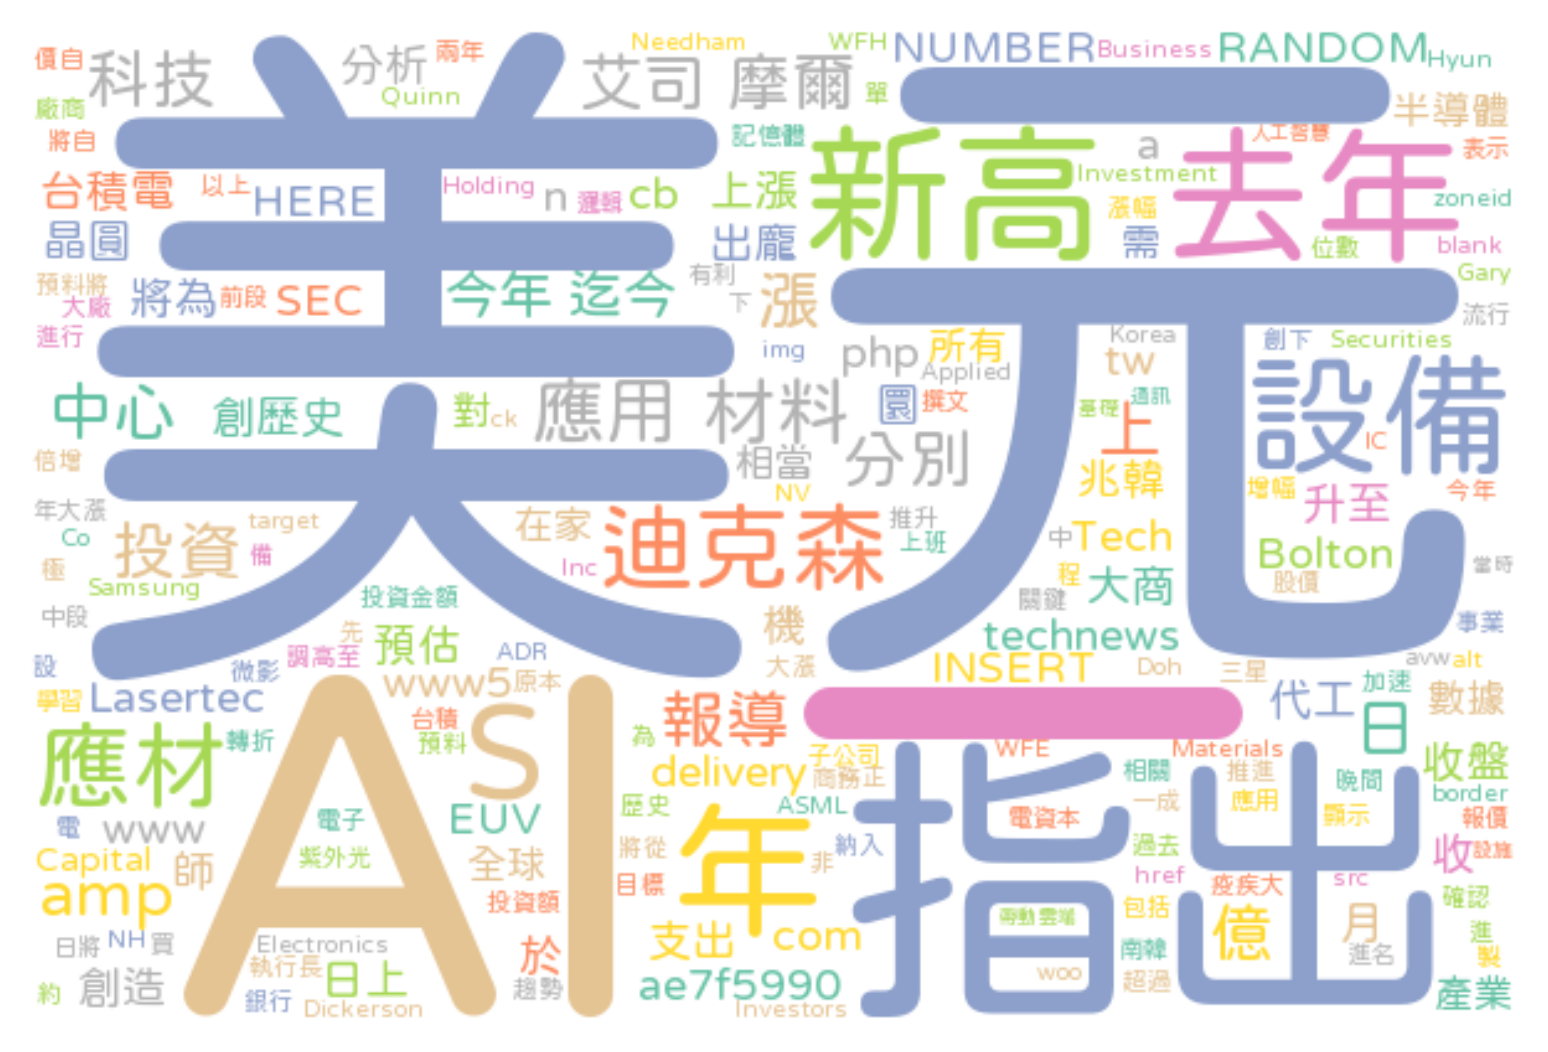 價自 科技 分析 兩年 Needham WFH NUMBER Business RANDOM Hyun
廠商 Quinn 艾司 摩爾 單 半導體
將自 美元 記憶體 新高 a 人工智慧 去年 表示
台積電 以上 HERE Holding n 邏輯 cb 上漲 Investment 漲幅 zoneid
晶圓 出龐 需 位數 blank
預料將 大廠 將為 前段 SEC 今年 迄今 有利 下 漲 Gary 流行
進行 img php 所有 Korea tw 創下 Securities
中心 創歷史 對 ck 應用 材料 Applied 圜 撰文 基礎 通訊 上 設備 IC
倍增 相當 分別 兆韓 增幅 升至 今年
年大漲 Co 投資 target 備 在家 NV 迪克森 推升 上班 中 Tech Bolton
極 Samsung Inc 程 大商 股價 當時
中段 投資金額 先 預估 機 關鍵 technews 事業
設 微影 調高至 ADR 大漲 INSERT Doh 三星 avw alt
學習 Lasertec www5 原本 一 代工 加速 數據
應材 轉折 AI 台積 預料 S 為 報導 子公司 WFE Materials 日 收盤
delivery 商務正 指出 相關 推進 晚間 border
電 www 電子 EUV 歷史 ASML 年 電資本 一成 應用 顯示 報價
Capital 師 紫外光 全球 將從 非 納入 過去 收 設施
amp 投資額 目標 href 疫疾大 src 確認
日將 NH 買 Electronics 於 支出 com 勞動 雲端 包括 億 月 進
約 創造 執行長 日上 趨勢 ae7f5990 woo 南韓 超過 進名 製
銀行 Dickerson Investors 產業